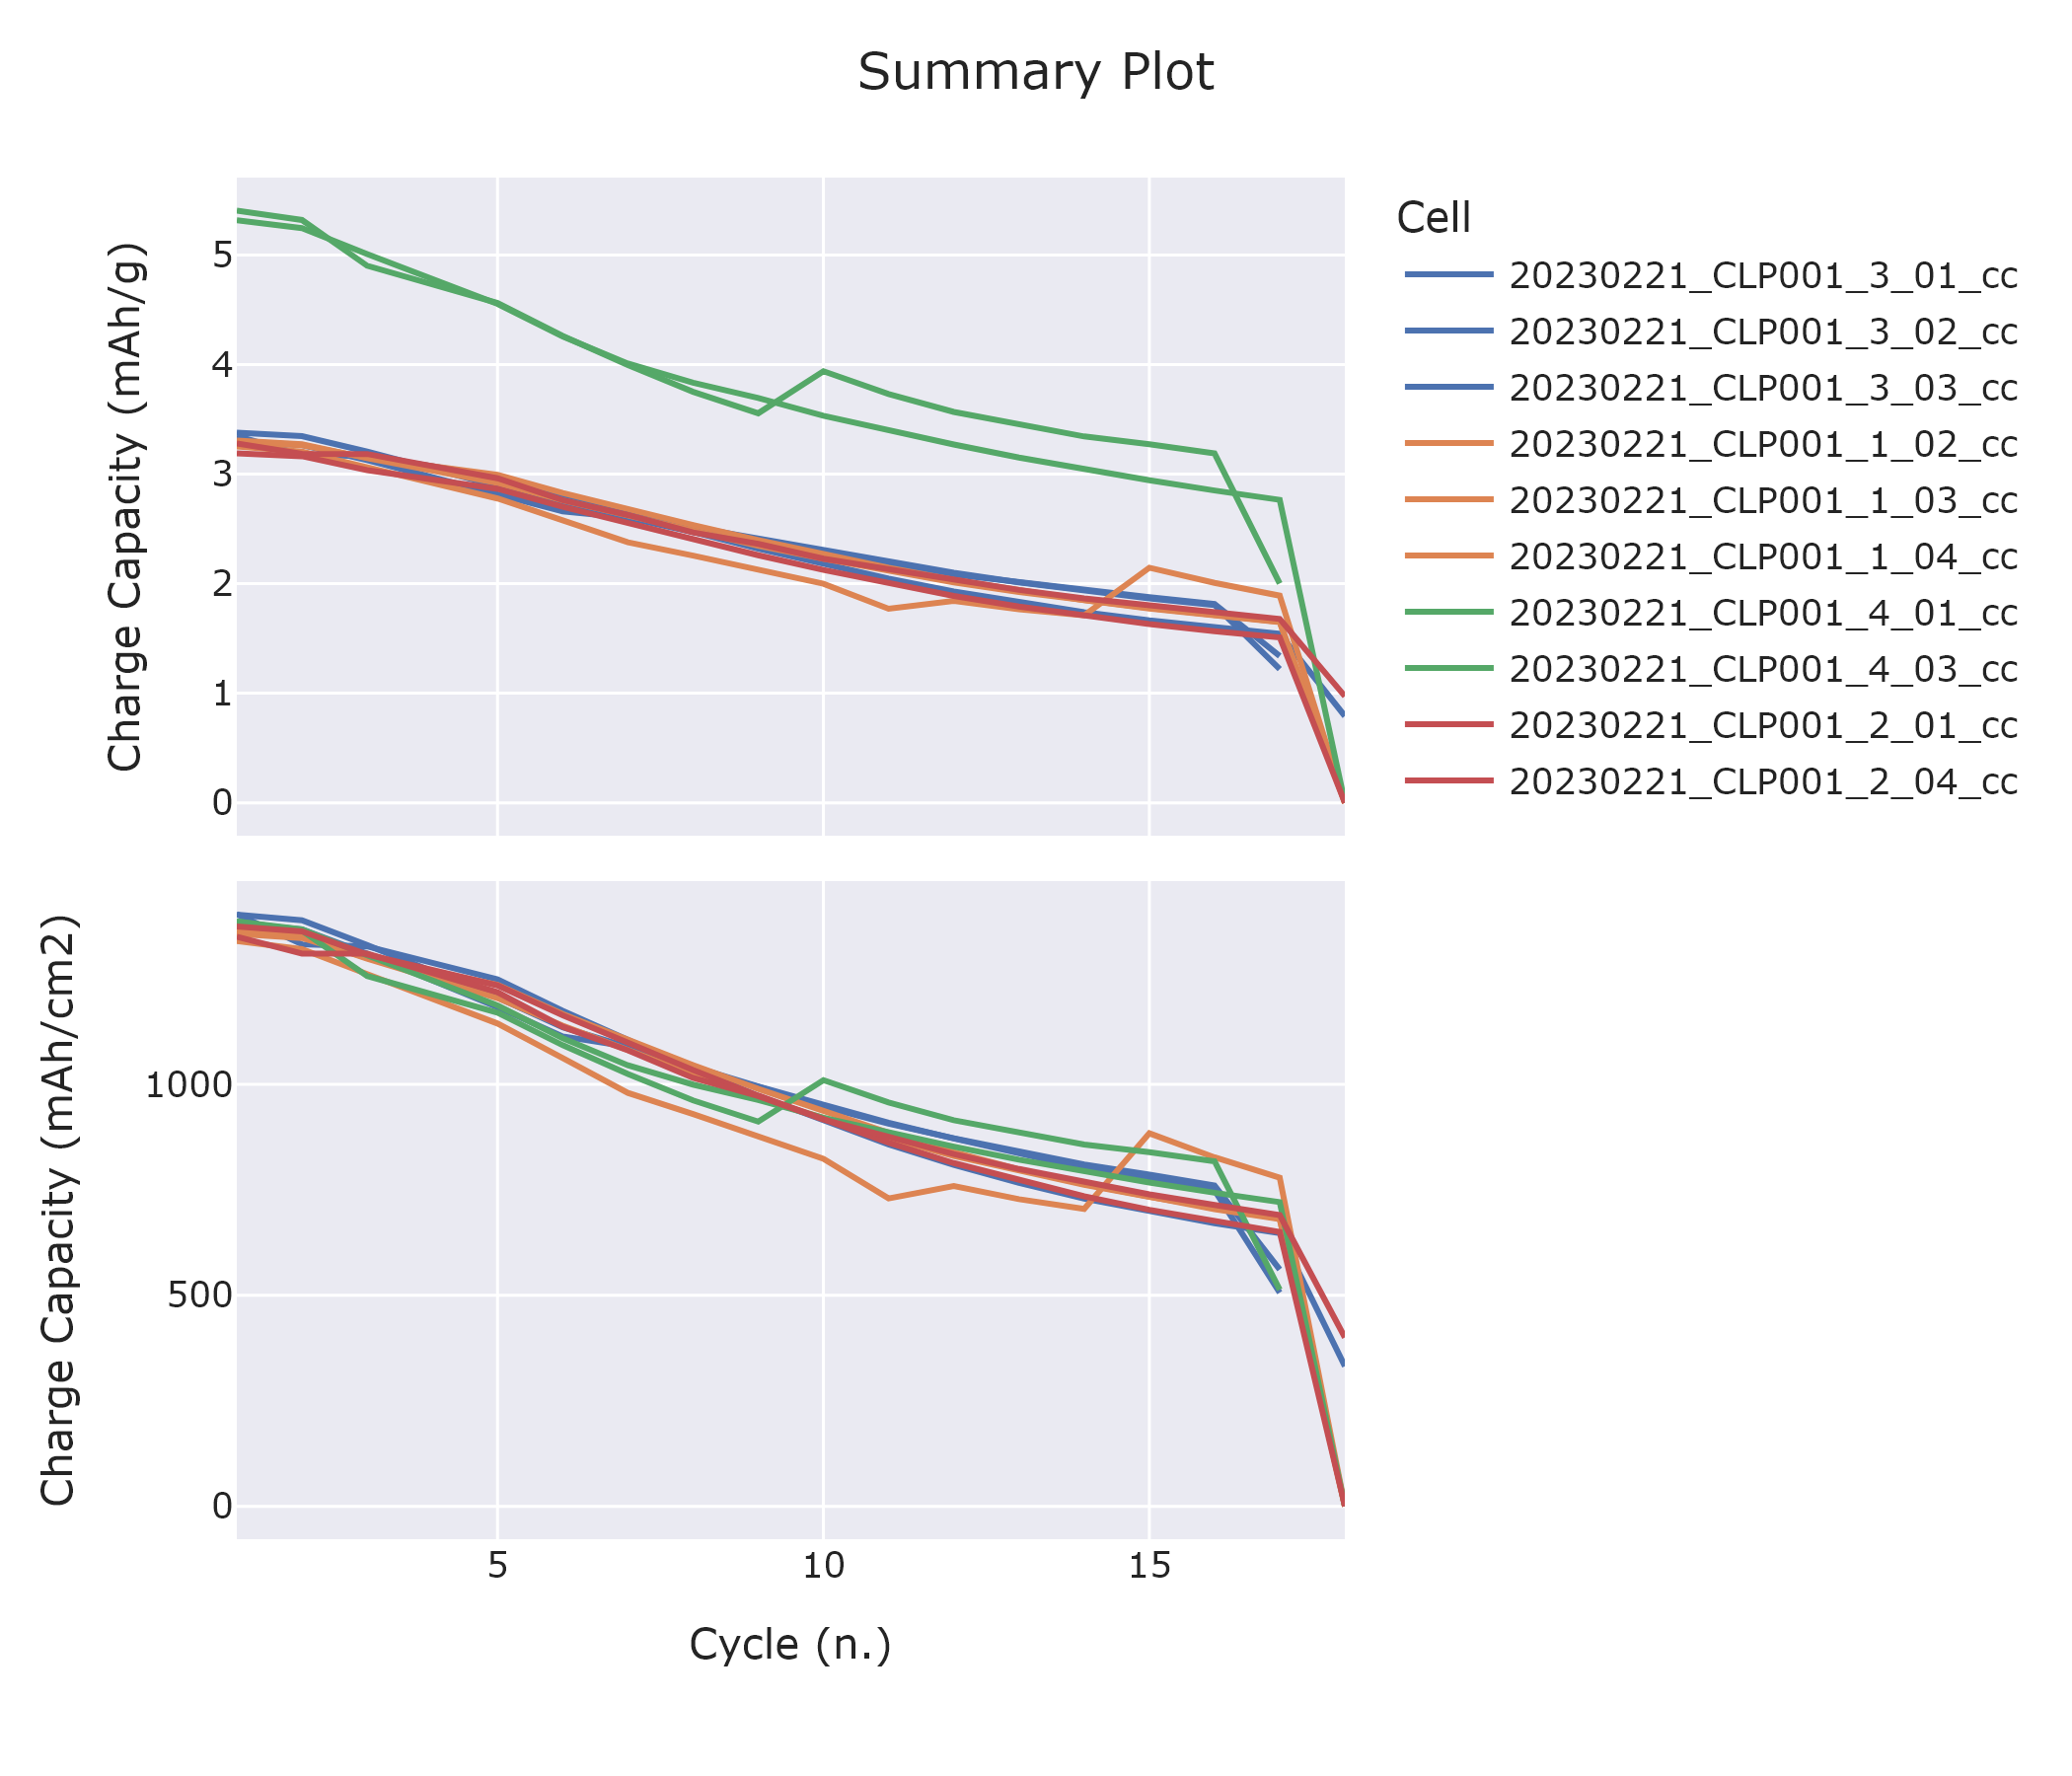 Summary Plot
Charge Capacity (mAh/g)
5
4
3
2
1
0
Cell
20230221_CLP001_3_01_cc
20230221_CLP001_3_02_cc
20230221_CLP001_3_03_cc
20230221_CLP001_1_02_cc
20230221_CLP001_1_03_cc
20230221_CLP001_1_04_cc
20230221_CLP001_4_01_cc
20230221_CLP001_4_03_cc
20230221_CLP001_2_01_cc
20230221_CLP001_2_04_cc
Charge Capacity (mAh/cm2)
1000
500
0
5 10 15
Cycle (n.)